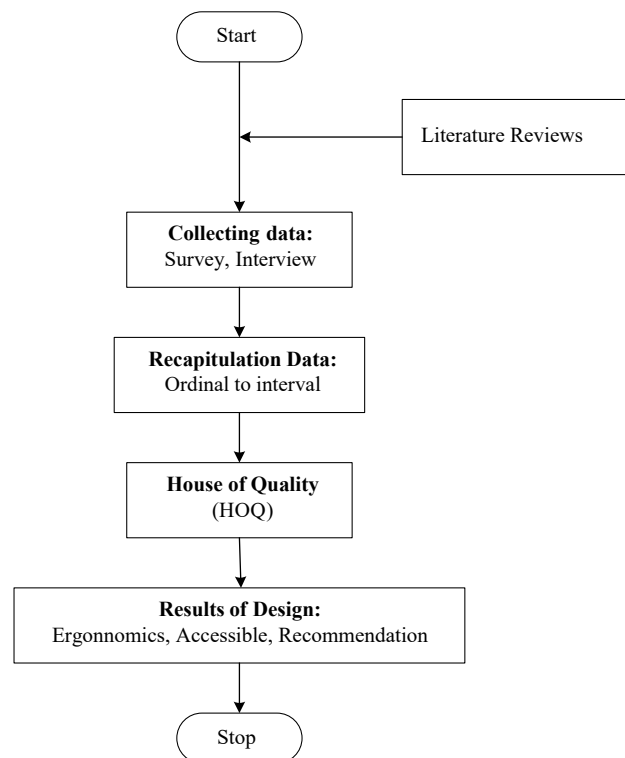 Start
Literature Reviews
Collecting data:
Survey, Interview
Recapitulation Data:
Ordinal to interval
House of Quality
(HOQ)
Results of Design:
Ergonnomics, Accessible, Recommendation
Stop